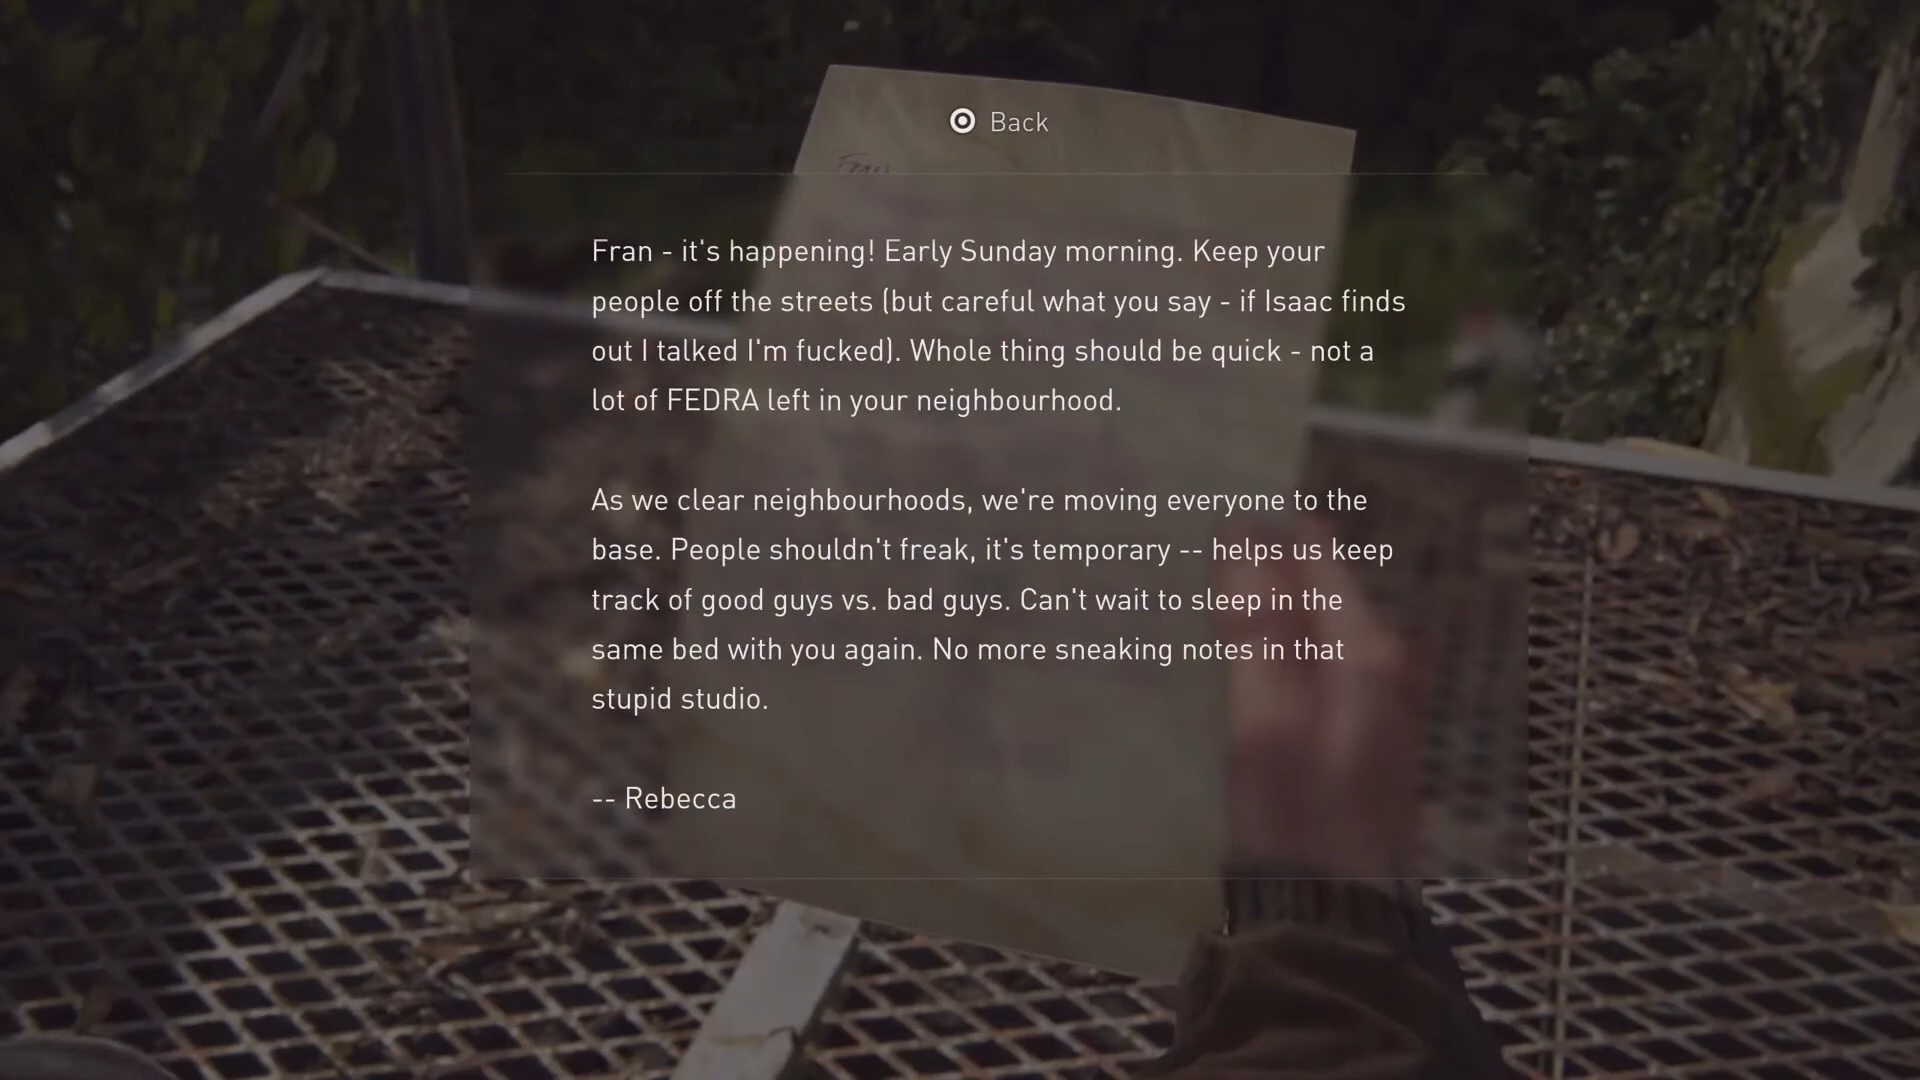 Back
Fran
Fran - it's happening! Early Sunday morning. Keep your
people off the streets (but careful what you say - if Isaac finds
out I talked I'm fucked). Whole thing should be quick - not a
lot of FEDRA left in your neighbourhood.
As we clear neighbourhoods, we're moving everyone to the
base. People shouldn't freak, it's temporary -- helps us keep
track of good guys vs. bad guys. Can't wait to sleep in the
same bed with you again. No more sneaking notes in that
stupid studio.
-- Rebecca